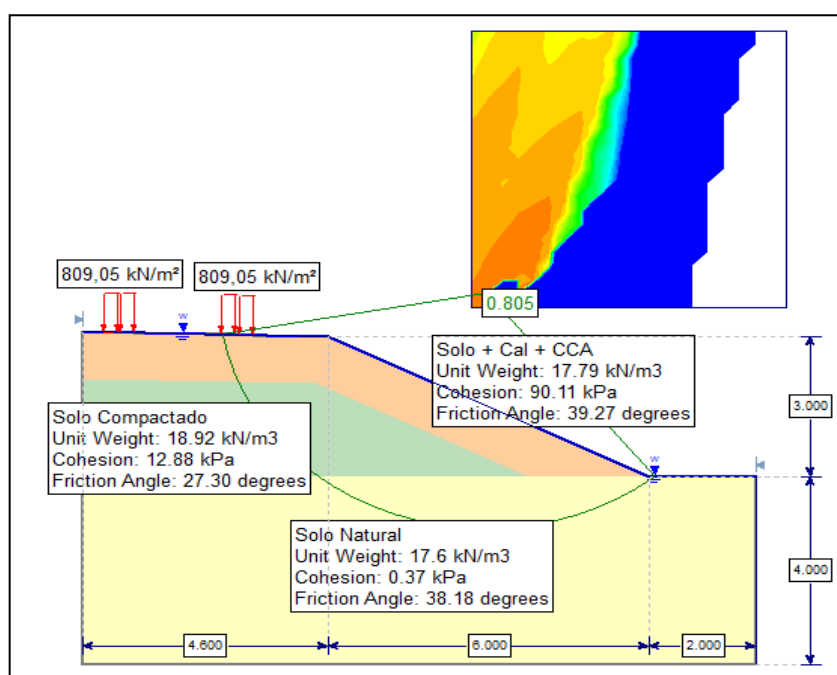 0.805
809,05 kN/m²
809,05 kN/m²
w
Solo + Cal + CCA
Unit Weight: 17.79 kN/m3
Cohesion: 90.11 kPa
Friction Angle: 39.27 degrees
3.000
Solo Compactado
Unit Weight: 18.92 kN/m3
Cohesion: 12.88 kPa
Friction Angle: 27.30 degrees
w
Solo Natural
Unit Weight: 17.6 kN/m3
Cohesion: 0.37 kPa
Friction Angle: 38.18 degrees
4.000
4.600
6.000
2.000